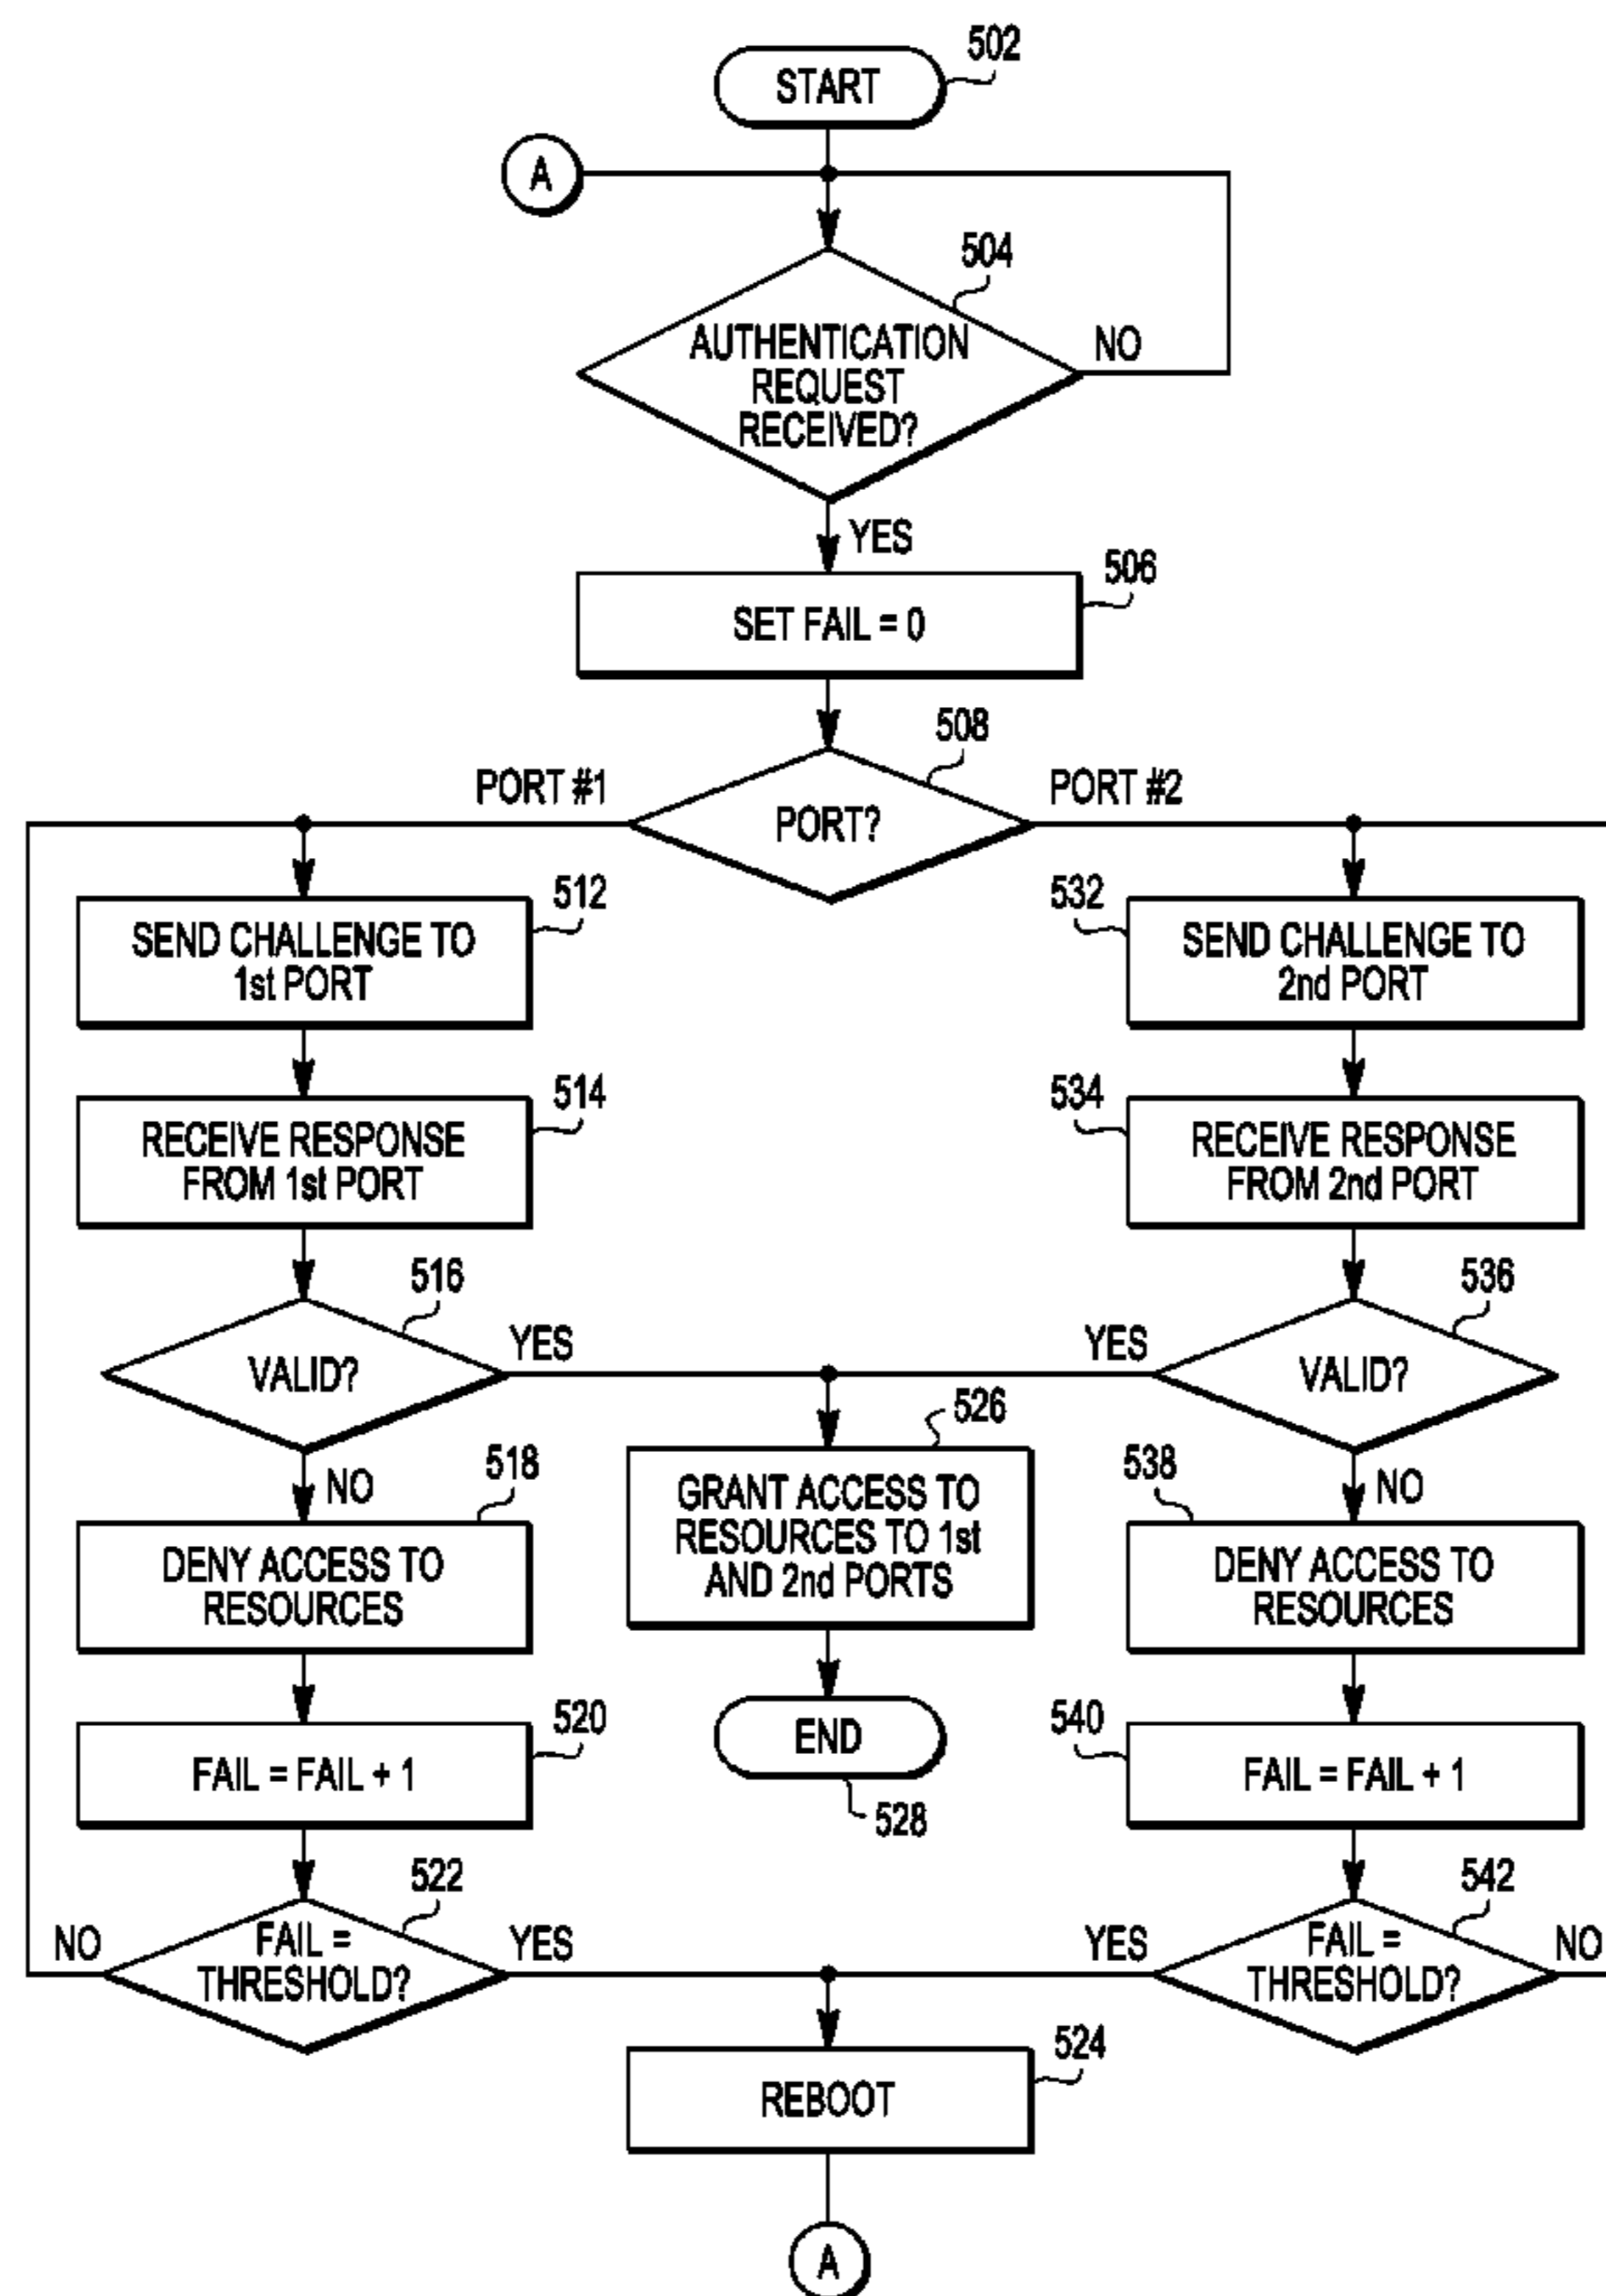 502
START
A
504
AUTHENTICATION
REQUEST
RECEIVED?
NO
YES
506
SET FAIL = 0
508
PORT #1
PORT?
PORT #2
512
SEND CHALLENGE TO
1st PORT
532
SEND CHALLENGE TO
2nd PORT
514
RECEIVE RESPONSE
FROM 1st PORT
534
RECEIVE RESPONSE
FROM 2nd PORT
516
VALID?
YES
NO
536
VALID?
YES
NO
526
GRANT ACCESS TO
RESOURCES TO 1st
AND 2nd PORTS
518
DENY ACCESS TO
RESOURCES
538
DENY ACCESS TO
RESOURCES
520
FAIL = FAIL + 1
END
528
540
FAIL = FAIL + 1
522
FAIL =
THRESHOLD?
NO
YES
542
FAIL =
THRESHOLD?
YES
NO
524
REBOOT
A